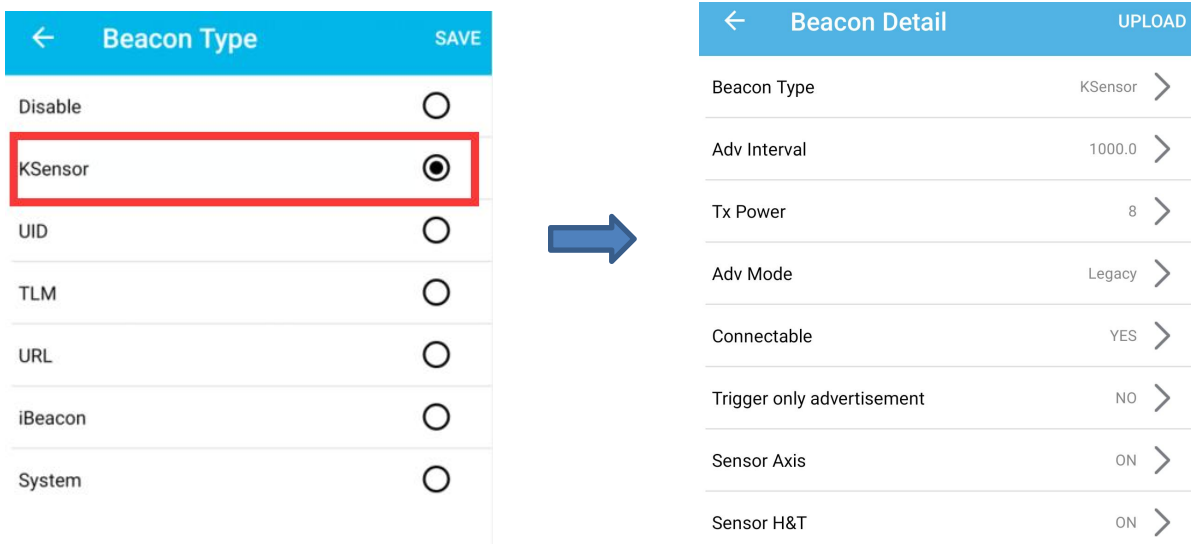 Beacon Type SAVE
Disable
KSensor
UID
TLM
URL
iBeacon
System
Beacon Detail UPLOAD
Beacon Type KSensor
Adv Interval 1000.0
Tx Power 8
Adv Mode Legacy
Connectable YES
Trigger only advertisement NO
Sensor Axis ON
Sensor H&T ON